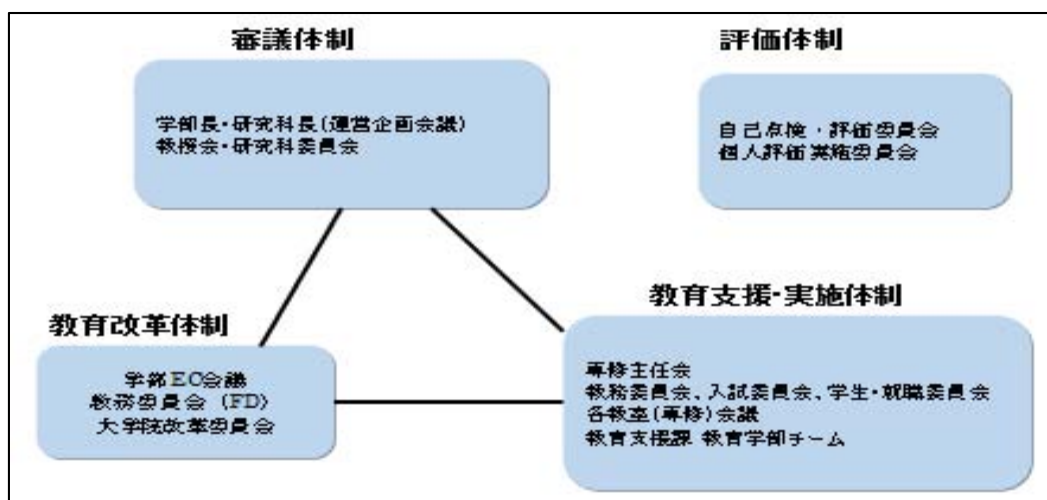 審議体制
学部長・研究科長(運営企画会議)
教授会・研究科委員会
評価体制
自己点検・評価委員会
個人評価実施委員会
教育改革体制
学部EC会議
教務委員会(FD)
大学院改革委員会
教育支援・実施体制
専修主任会
教務委員会、入試委員会、学生・就職委員会
各教室(専修)会議
教育支援課 教育学部チーム